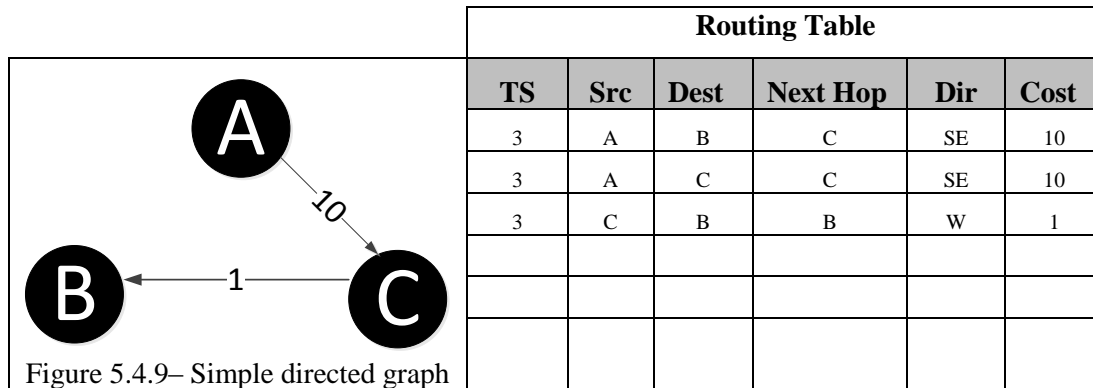 Routing Table
TS Src Dest Next Hop Dir Cost
3 A B C SE 10
3 A C C SE 10
3 C B B W 1
A
10
B
1
C
Figure 5.4.9– Simple directed graph